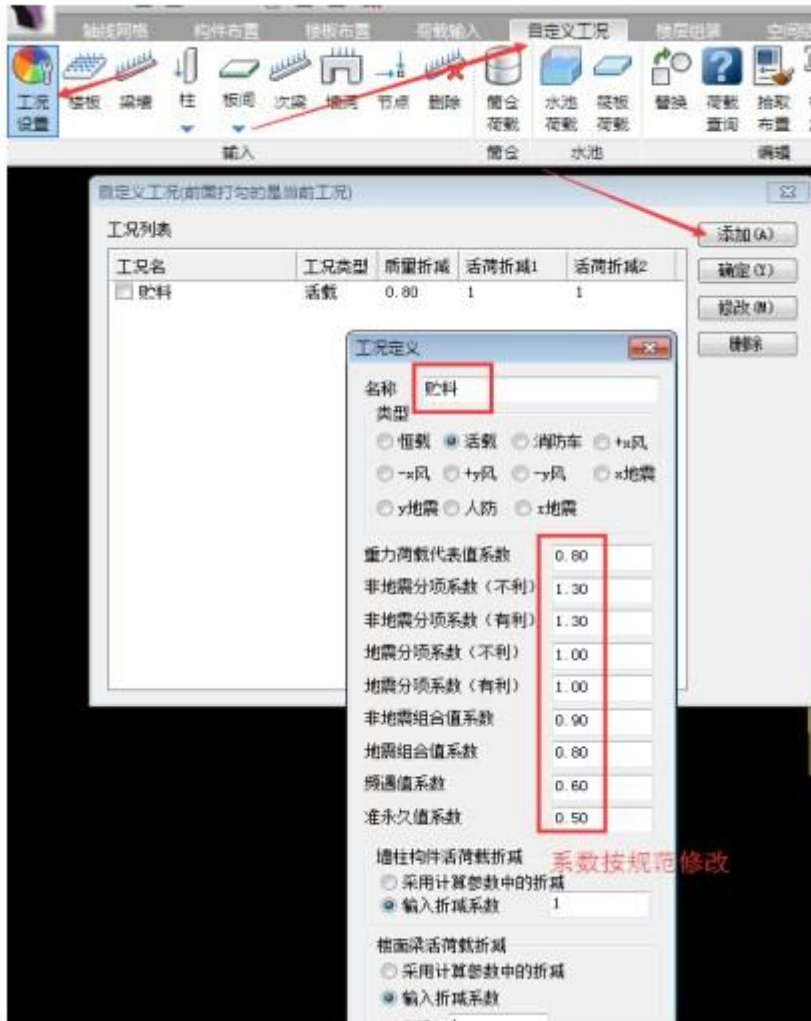 轴线网格 构件布置 楼板布置 荷载输入 自定义工况 楼层组装
工况设置 楼板 梁墙 柱 板间 次梁 墙洞 节点 删除 筒仓荷载 水池荷载 筏板荷载 替换 荷载查询 拾取布置
输入 筒仓 水池 编辑
自定义工况(前面打勾的是当前工况)
工况列表 添加(A)
工况名 工况类型 质量折减 活荷折减1 活荷折减2 确定(Y)
贮料 活载 0.80 1 1
修改(M)
删除
工况定义
名称 贮料
类型
恒载 活载 消防车 +x风
-x风 +y风 -y风 x地震
y地震 人防 z地震
重力荷载代表值系数 0.80
非地震分项系数(不利) 1.30
非地震分项系数(有利) 1.30
地震分项系数(不利) 1.00
地震分项系数(有利) 1.00
非地震组合值系数 0.90
地震组合值系数 0.80
频遇值系数 0.60
准永久值系数 0.50
系数按规范修改
墙柱构件活荷载折减
采用计算参数中的折减
输入折减系数 1
楼面梁活荷载折减
采用计算参数中的折减
输入折减系数